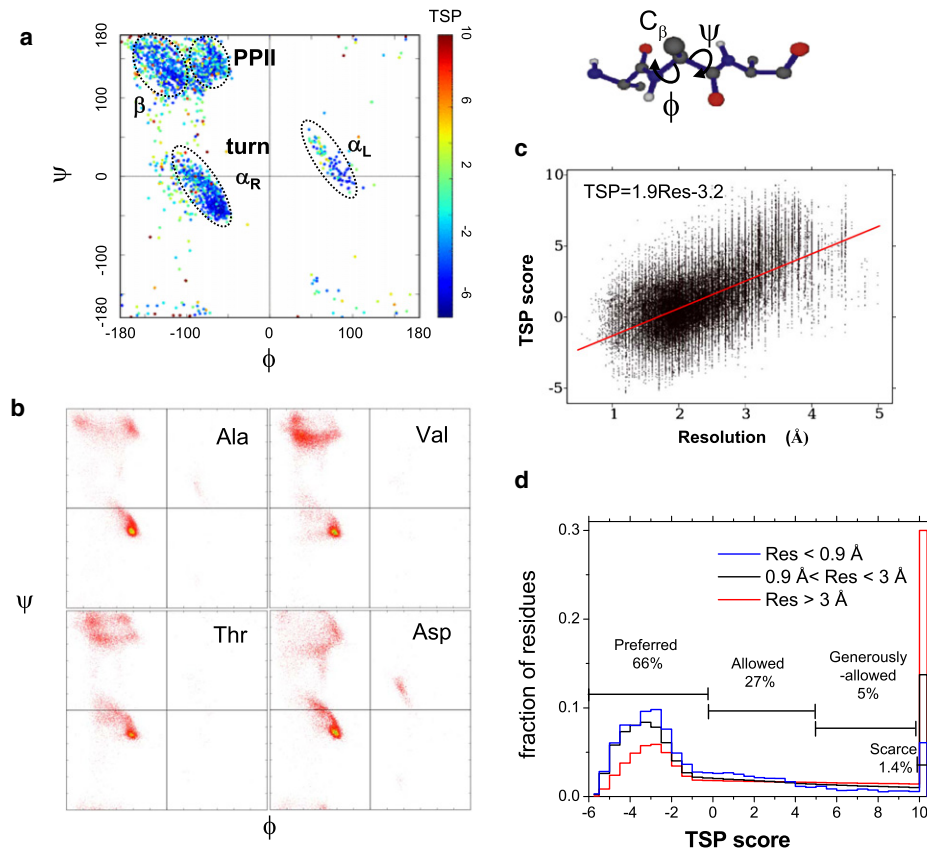 a
TSP
180
100
0
-100
-180
ψ
-180
-100
0
100
180
ϕ
PPII
β
turn
α_R
α_L
10
6
2
-2
-6
C_β
ψ
ϕ
c
TSP=1.9Res-3.2
10
5
0
-5
TSP score
1
2
3
4
5
Resolution (Å)
b
Ala
Val
Thr
Asp
ψ
ϕ
d
0.3
0.2
0.1
0.0
fraction of residues
Res < 0.9 Å
0.9 Å< Res < 3 Å
Res > 3 Å
Preferred
66%
Allowed
27%
Generously
-allowed
5%
Scarce
1.4%
-6
-4
-2
0
2
4
6
8
10
TSP score